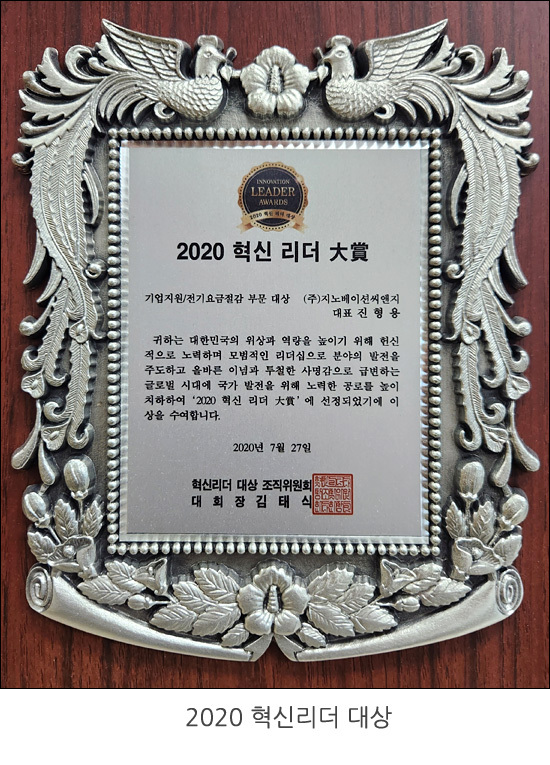 INNOVATION
LEADER
AWARDS
2020 혁신 리더 대상
2020 혁신 리더 大賞
기업지원/전기요금절감 부문 대상 (주)지노베이션씨앤지
대표 진 형 용
귀하는 대한민국의 위상과 역량을 높이기 위해 헌신
적으로 노력하며 모범적인 리더십으로 분야의 발전을
주도하고 올바른 이념과 투철한 사명감으로 급변하는
글로벌 시대에 국가 발전을 위해 노력한 공로를 높이
치하하여 ‘2020 혁신 리더 大賞’ 에 선정되었기에 이
상을 수여합니다.
2020년 7월 27일
혁신리더 대상 조직위원회
대 회 장 김 태 식
2020 혁신리더 대상